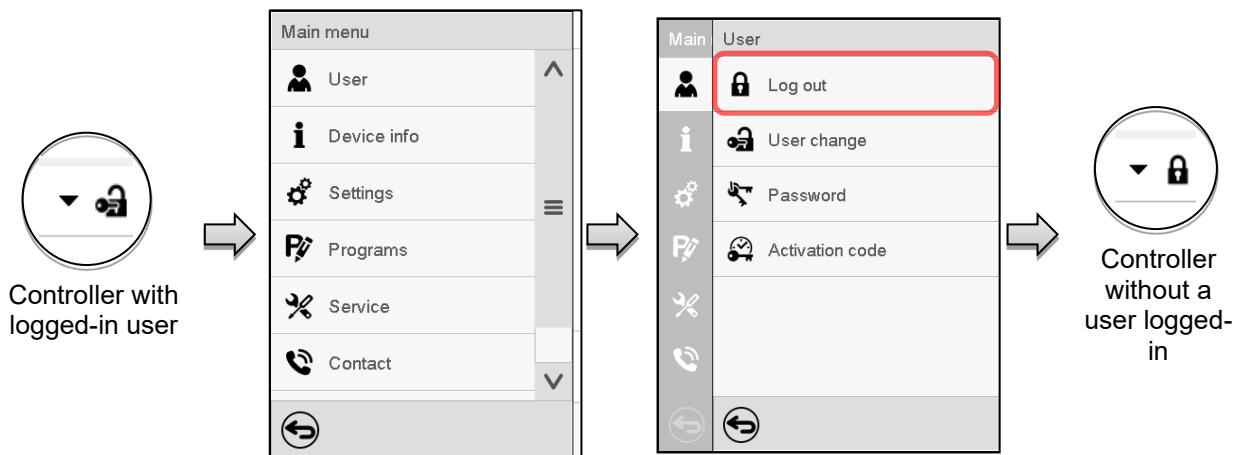 Controller with
logged-in user
Main menu
User
Device info
Settings
Programs
Service
Contact
Main
User
Log out
User change
Password
Activation code
Controller
without a
user logged-
in